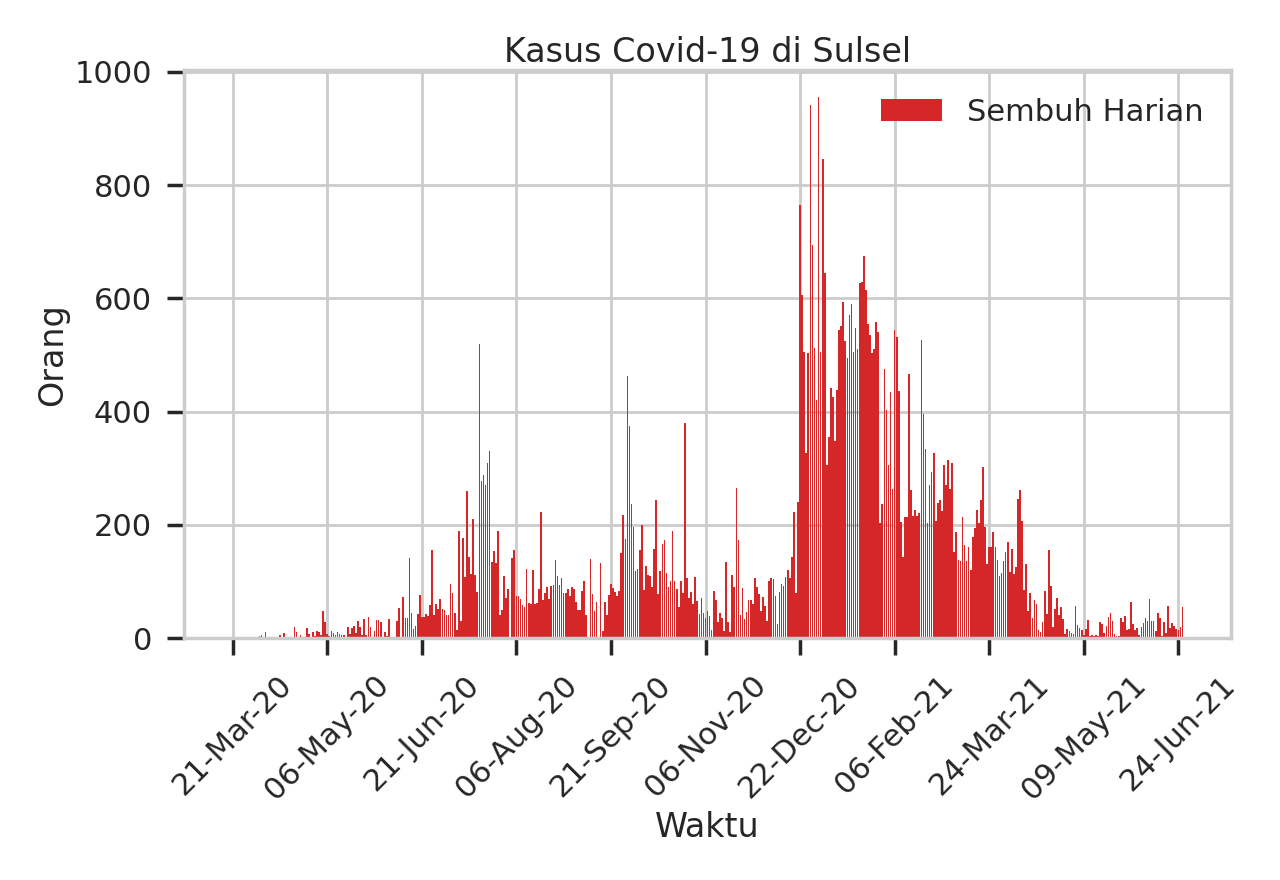 Kasus Covid-19 di Sulsel
Sembuh Harian
Orang
1000
800
600
400
200
0
21-Mar-20
06-May-20
21-Jun-20
06-Aug-20
21-Sep-20
06-Nov-20
22-Dec-20
06-Feb-21
24-Mar-21
09-May-21
24-Jun-21
Waktu